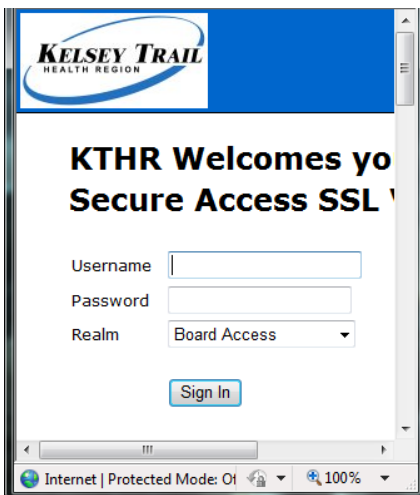 KELSEY TRAIL
HEALTH REGION
KTHR Welcomes yo
Secure Access SSL
Username
Password
Realm Board Access
Sign In
Internet | Protected Mode: Of 100%